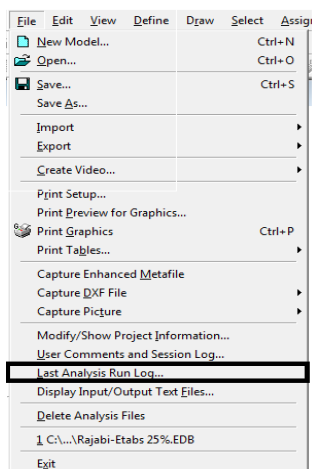 File Edit View Define Draw Select Assig
New Model... Ctrl+N
Open... Ctrl+O
Save... Ctrl+S
Save As...
Import
Export
Create Video...
Print Setup...
Print Preview for Graphics...
Print Graphics Ctrl+P
Print Tables...
Capture Enhanced Metafile
Capture DXF File
Capture Picture
Modify/Show Project Information...
User Comments and Session Log...
Last Analysis Run Log...
Display Input/Output Text Files...
Delete Analysis Files
1 C:\...\Rajabi-Etabs 25%.EDB
Exit